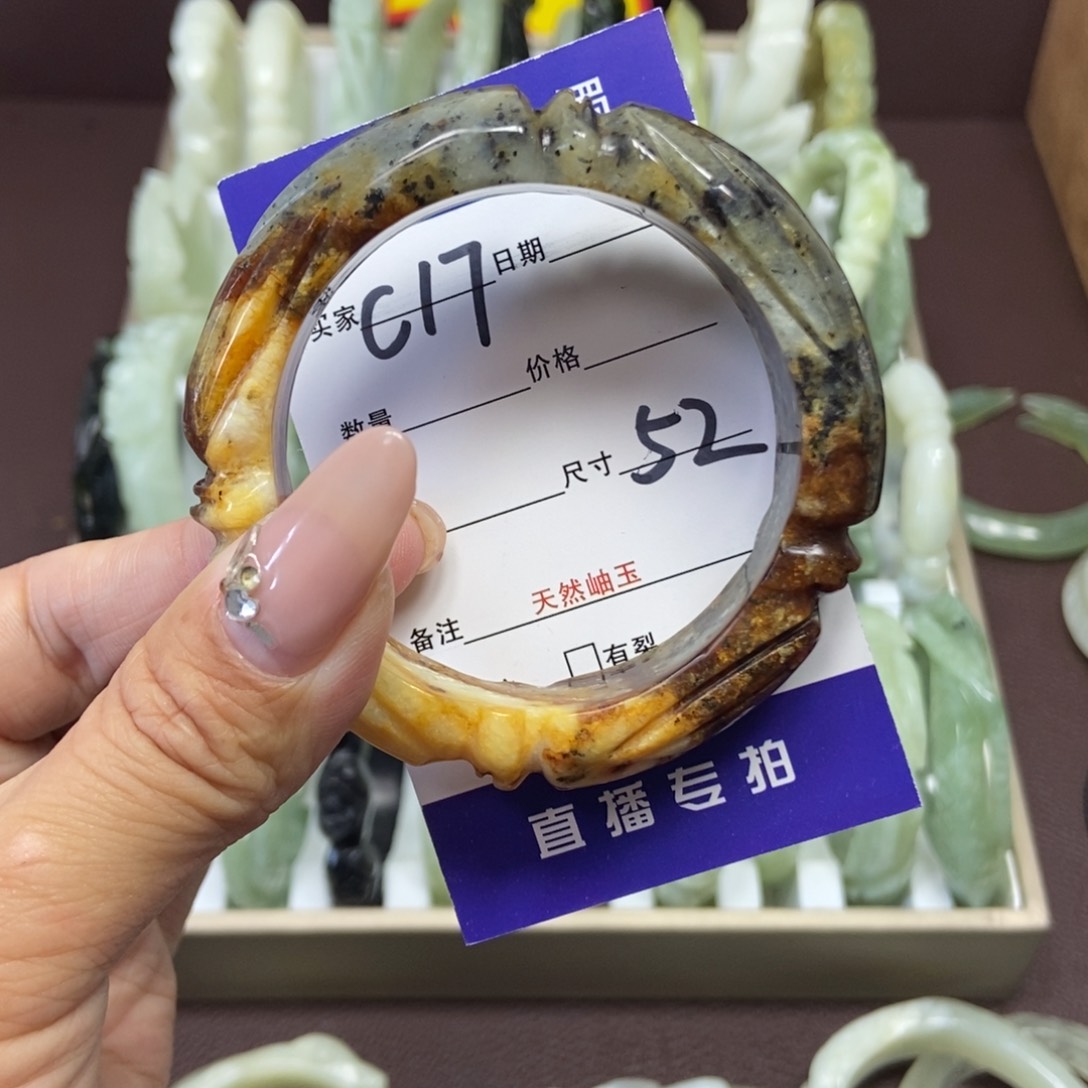 买家 C17 日期
数量 价格
尺寸 52
天然岫玉
备注
有裂
直播专拍